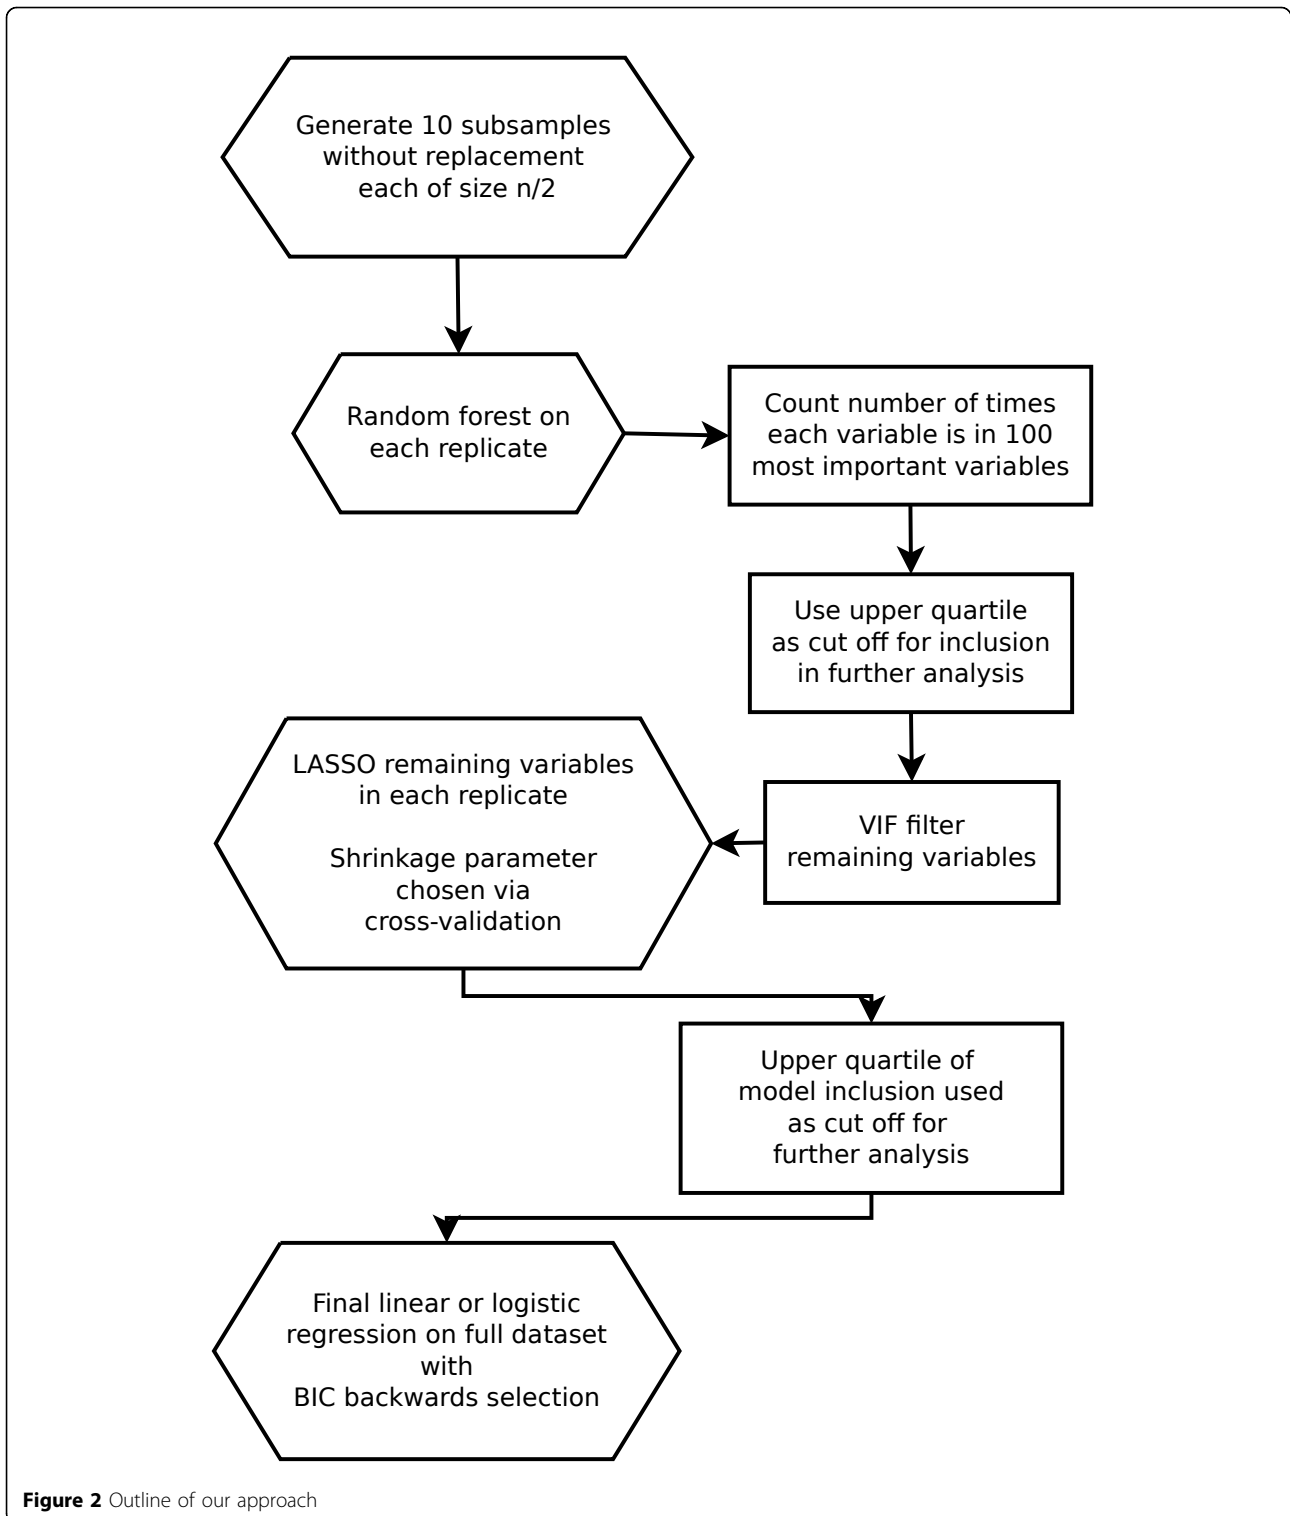 Generate 10 subsamples
without replacement
each of size n/2
Random forest on
each replicate
Count number of times
each variable is in 100
most important variables
Use upper quartile
as cut off for inclusion
in further analysis
VIF filter
remaining variables
LASSO remaining variables
in each replicate
Shrinkage parameter
chosen via
cross-validation
Upper quartile of
model inclusion used
as cut off for
further analysis
Final linear or logistic
regression on full dataset
with
BIC backwards selection
Figure 2 Outline of our approach